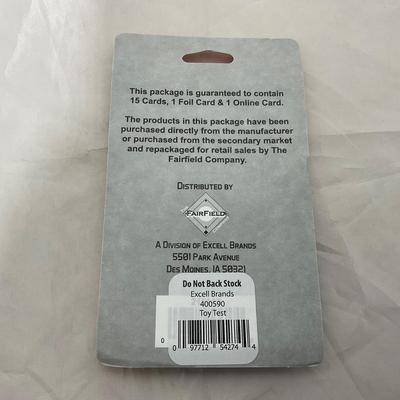 This package is guaranteed to contain
15 Cards, 1 Foil Card & 1 Online Card.
The products in this package have been
purchased directly from the manufacturer
or purchased from the secondary market
and repackaged for retail sales by The
Fairfield Company.
DISTRIBUTED BY
FAIRFIELD
A DIVISION OF EXCELL BRANDS
5501 PARK AVENUE
DES MOINES, IA 50321
Do Not Back Stock
Excell Brands
400590
Toy Test
0
0 97712 54274 4